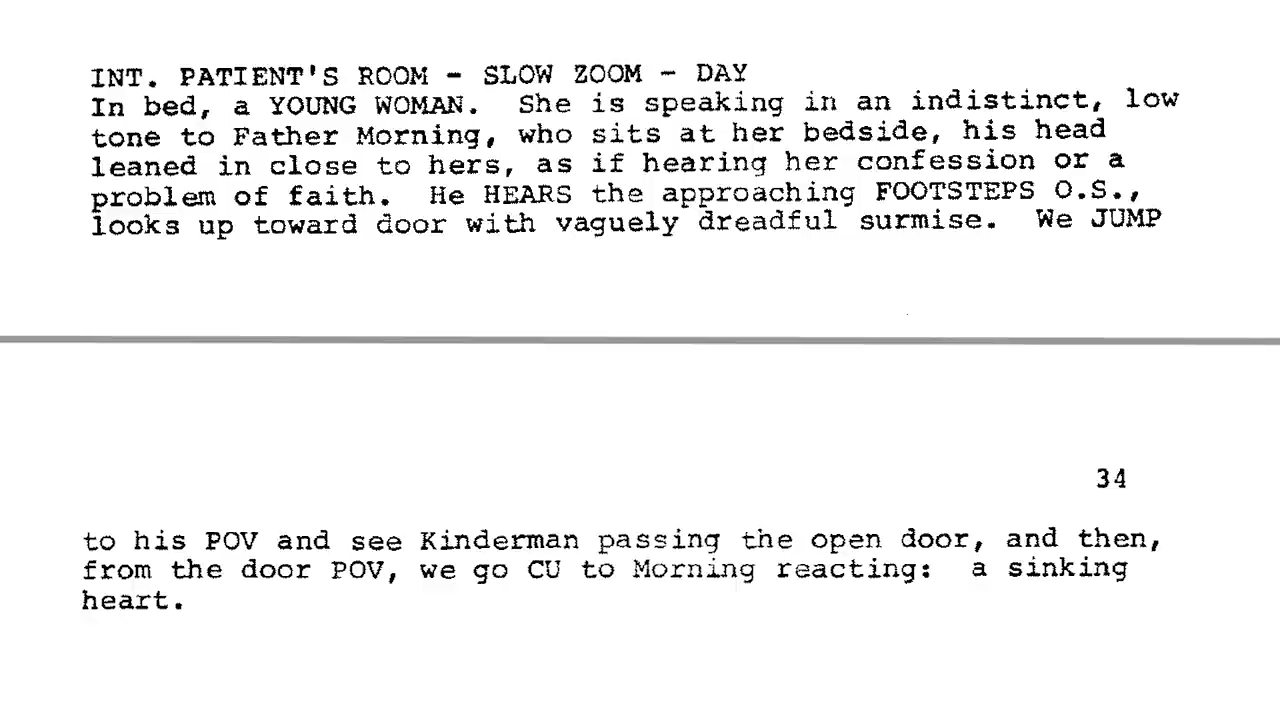 INT. PATIENT'S ROOM - SLOW ZOOM - DAY
In bed, a YOUNG WOMAN.  She is speaking in an indistinct, low
tone to Father Morning, who sits at her bedside, his head
leaned in close to hers, as if hearing her confession or a
problem of faith.  He HEARS the approaching FOOTSTEPS O.S.,
looks up toward door with vaguely dreadful surmise.  We JUMP
34
to his POV and see Kinderman passing the open door, and then,
from the door POV, we go CU to Morning reacting:  a sinking
heart.